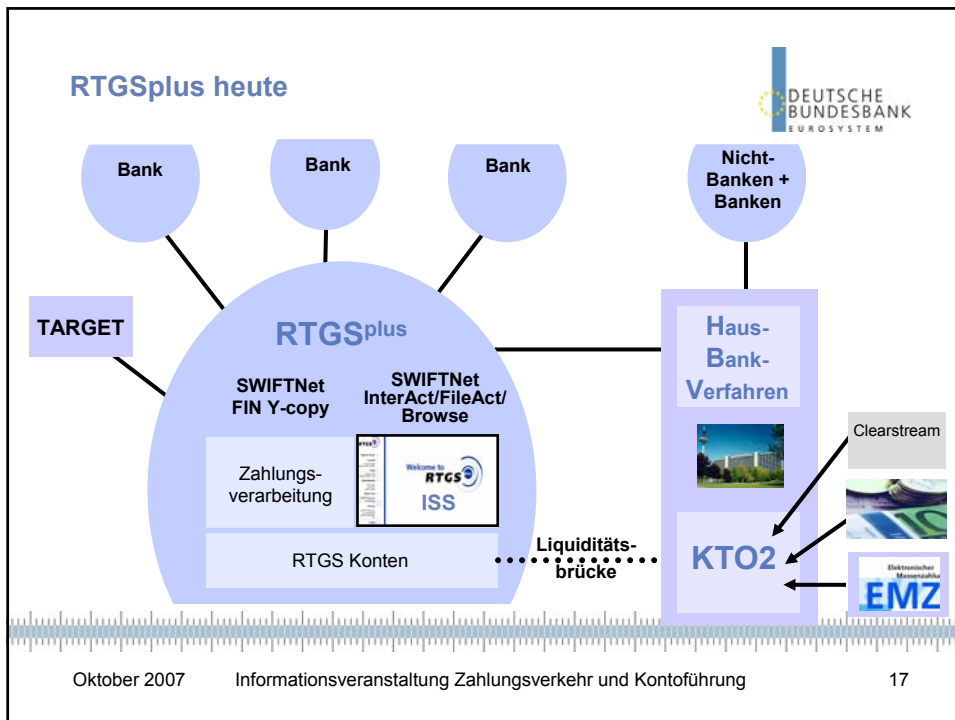 RTGSplus heute
DEUTSCHE
BUNDESBANK
EUROSYSTEM
Bank
Bank
Bank
Nicht-
Banken +
Banken
TARGET
RTGSplus
SWIFTNet
FIN Y-copy
SWIFTNet
InterAct/FileAct/
Browse
Zahlungs-
verarbeitung
Welcome to
RTGS
ISS
RTGS Konten
Liquiditäts-
brücke
Haus-
Bank-
Verfahren
KTO2
Clearstream
Elektronischer
Massenzahlu
EMZ
Oktober 2007
Informationsveranstaltung Zahlungsverkehr und Kontoführung
17